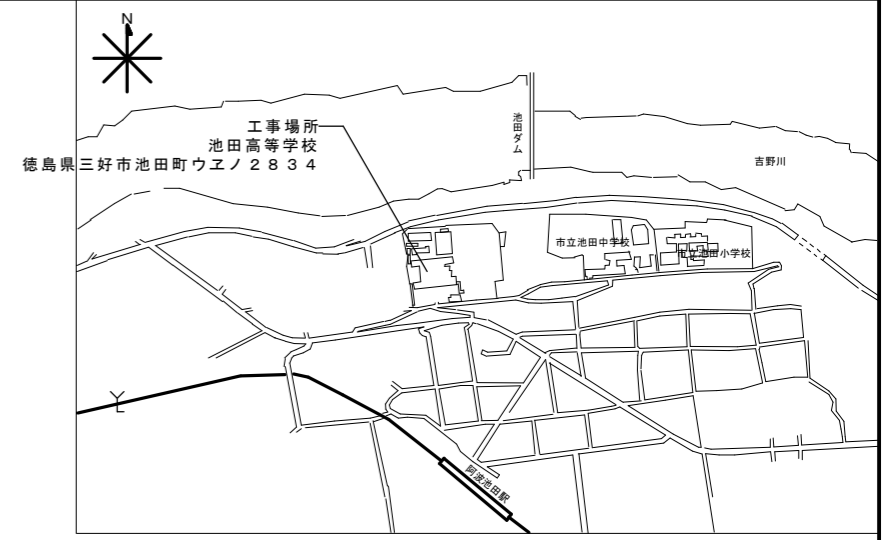 N
工事場所
池田高等学校
徳島県三好市池田町ウヱノ2834
池田ダム
吉野川
市立池田中学校
市立池田小学校
阿波池田駅